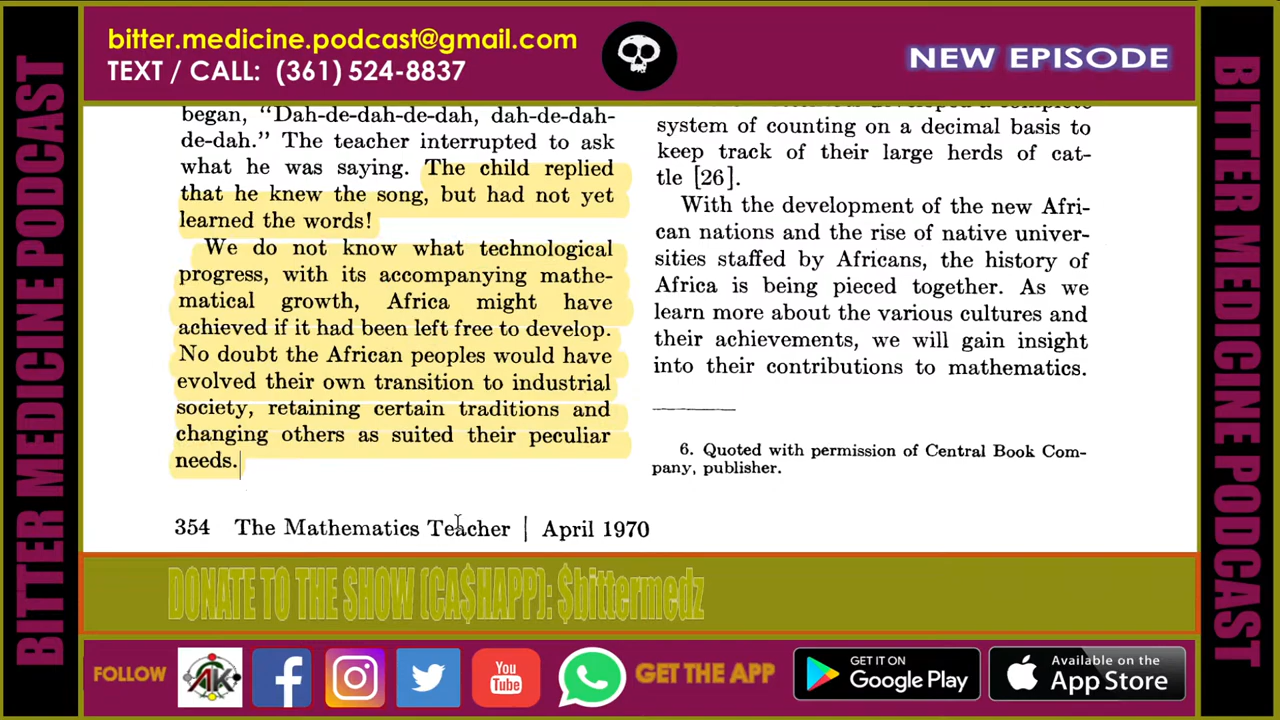 bitter.medicine.podcast@gmail.com
TEXT / CALL: (361) 524-8837
NEW EPISODE
BITTER MEDICINE PODCAST
began, “Dah-de-dah-de-dah, dah-de-dah-
de-dah.” The teacher interrupted to ask
what he was saying. The child replied
that he knew the song, but had not yet
learned the words!
We do not know what technological
progress, with its accompanying mathe-
matical growth, Africa might have
achieved if it had been left free to develop.
No doubt the African peoples would have
evolved their own transition to industrial
society, retaining certain traditions and
changing others as suited their peculiar
needs.
developed a complete
system of counting on a decimal basis to
keep track of their large herds of cat-
tle [26].
With the development of the new Afri-
can nations and the rise of native univer-
sities staffed by Africans, the history of
Africa is being pieced together. As we
learn more about the various cultures and
their achievements, we will gain insight
into their contributions to mathematics.
6. Quoted with permission of Central Book Com-
pany, publisher.
354 The Mathematics Teacher | April 1970
BITTER MEDICINE PODCAST
DONATE TO THE SHOW (CA$HAPP): $bittermedz
FOLLOW
ATK
You
Tube
GET THE APP
GET IT ON
Google Play
Available on the
App Store